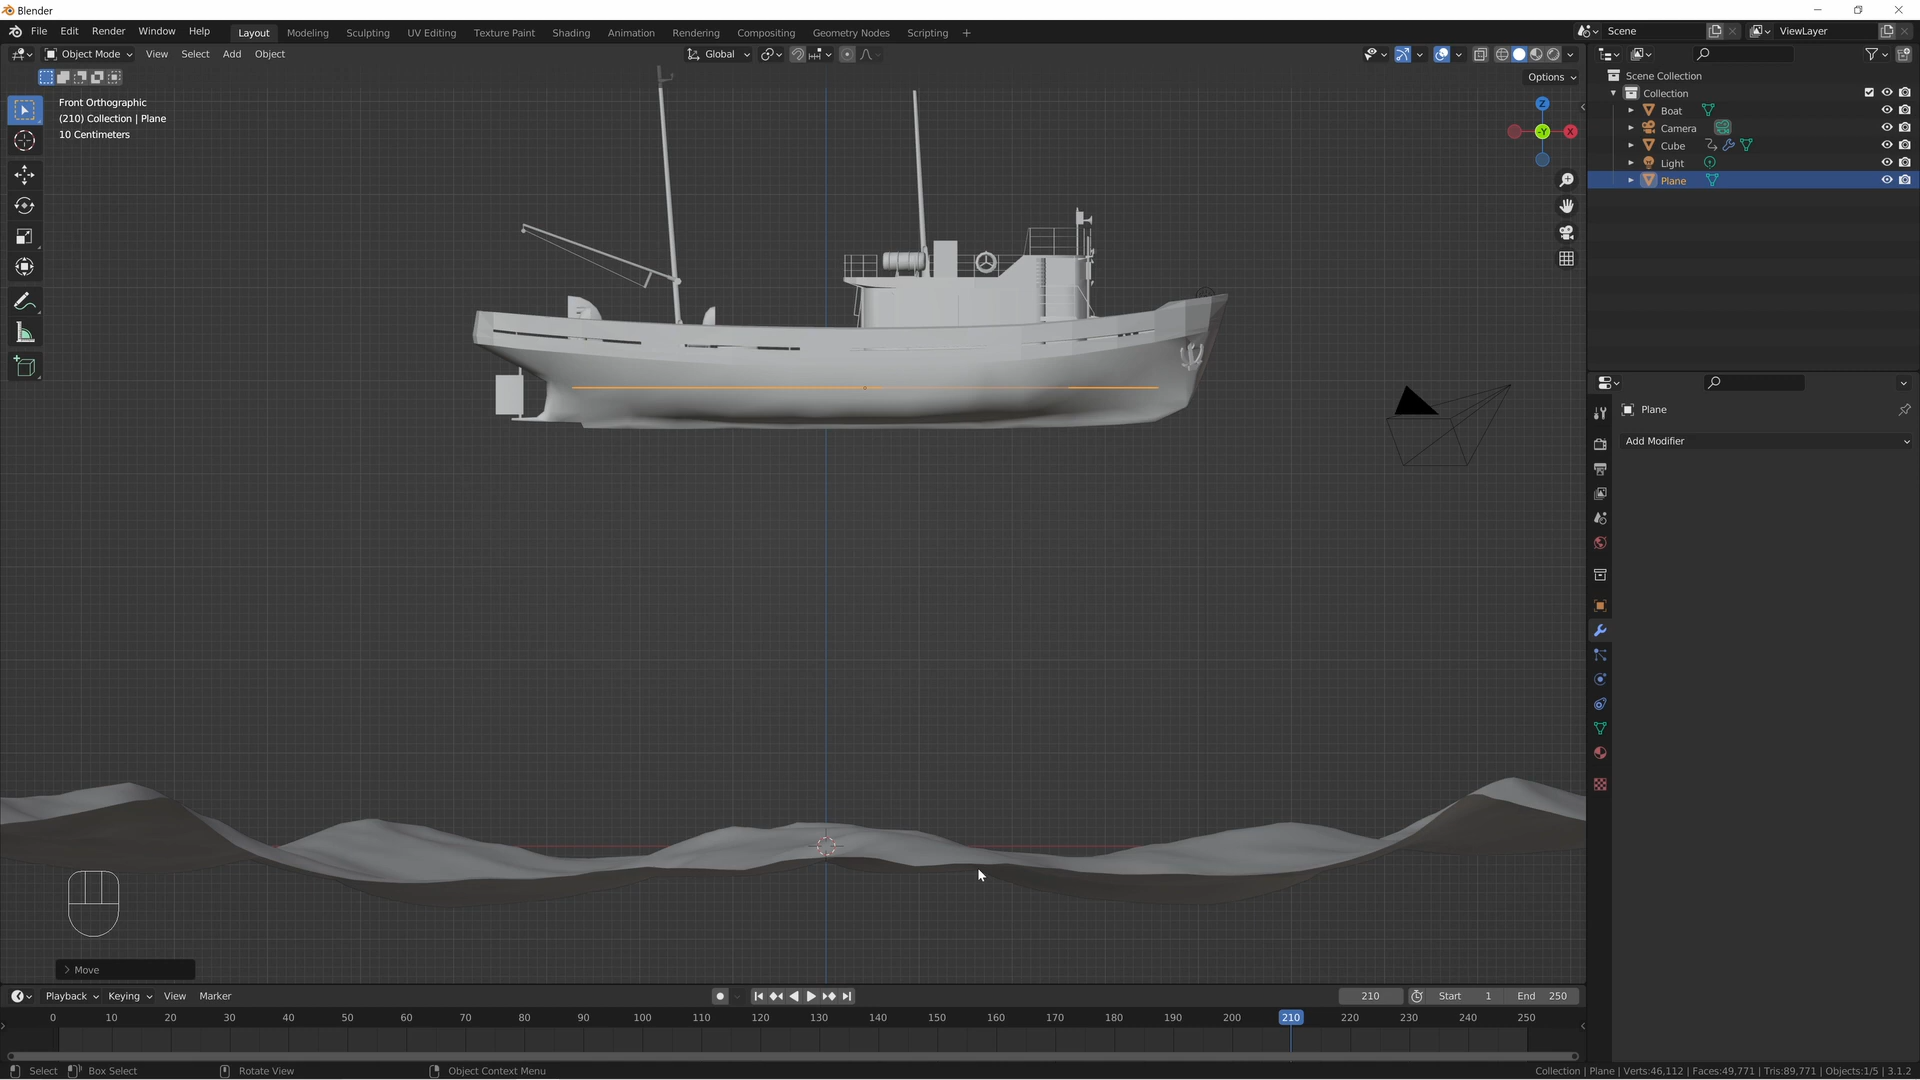 Blender
File Edit Render Window Help Layout Modeling Sculpting UV Editing Texture Paint Shading Animation Rendering Compositing Geometry Nodes Scripting + Scene ViewLayer
Object Mode View Select Add Object Global
Options
Front Orthographic
(210) Collection | Plane
10 Centimeters
Z
-Y
X
Scene Collection
Collection
Boat
Camera
Cube
Light
Plane
Plane
Add Modifier
Move
Playback Keying View Marker 210 Start 1 End 250
0 10 20 30 40 50 60 70 80 90 100 110 120 130 140 150 160 170 180 190 200 210 220 230 240 250
Select Box Select Rotate View Object Context Menu Collection | Plane | Verts:46,112 | Faces:49,771 | Tris:89,771 | Objects:1/5 | 3.1.2